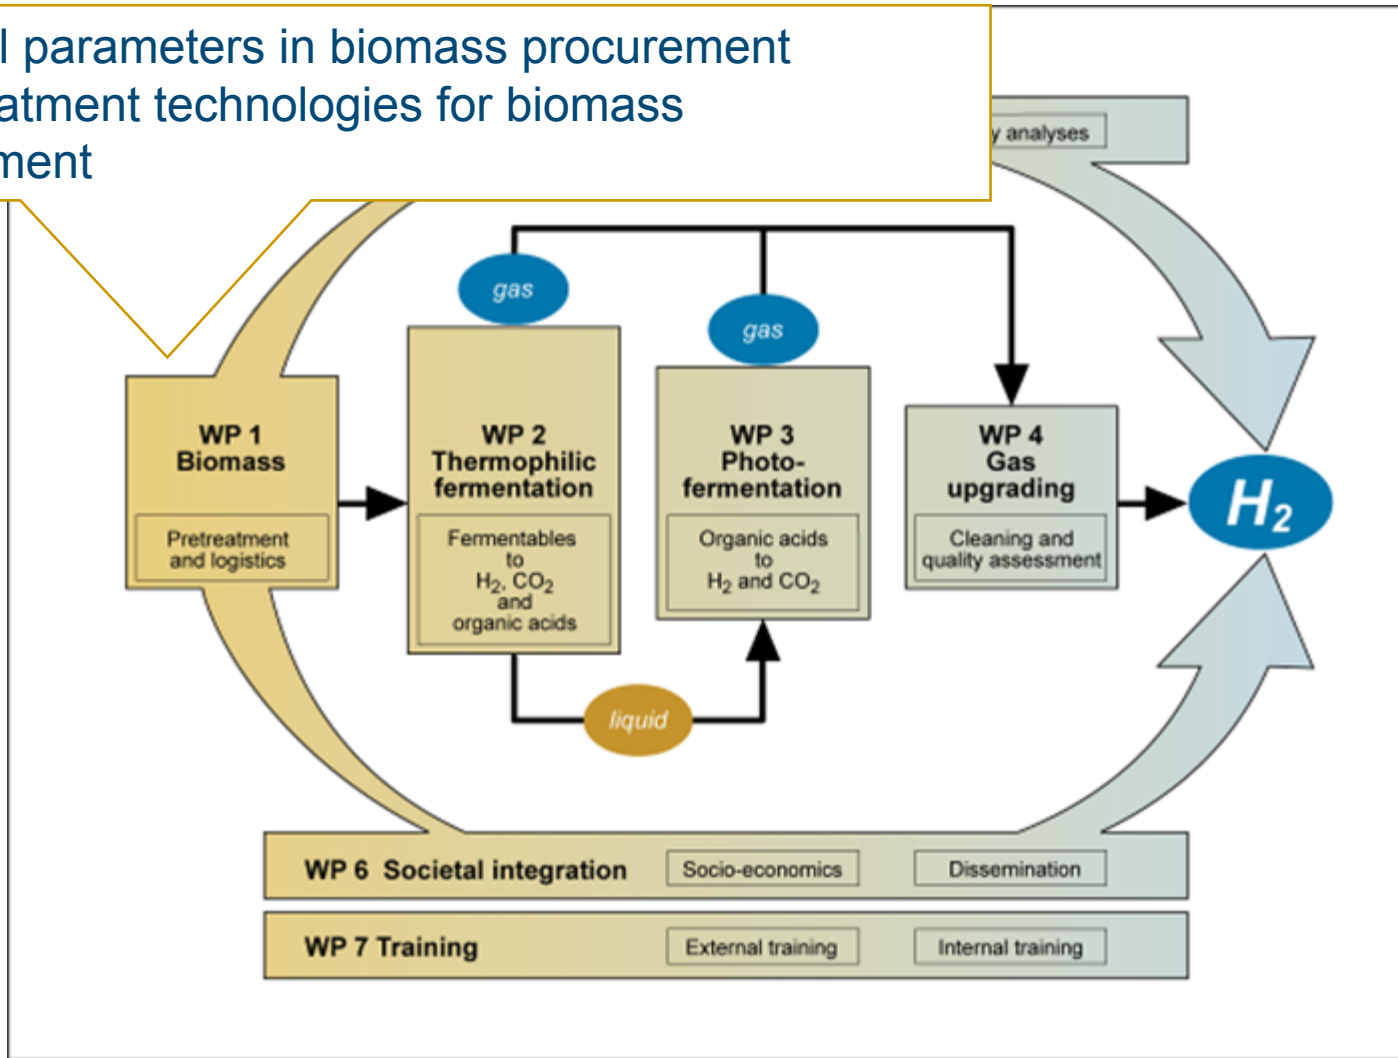 parameters in biomass procurement
technologies for biomass
analyses
gas
gas
WP 1
Biomass
Pretreatment
and logistics
WP 2
Thermophilic
fermentation
Fermentables
to
H₂, CO₂
and
organic acids
WP 3
Photo-
fermentation
Organic acids
to
H₂ and CO₂
WP 4
Gas
upgrading
Cleaning and
quality assessment
H₂
liquid
WP 6 Societal integration
Socio-economics
Dissemination
WP 7 Training
External training
Internal training